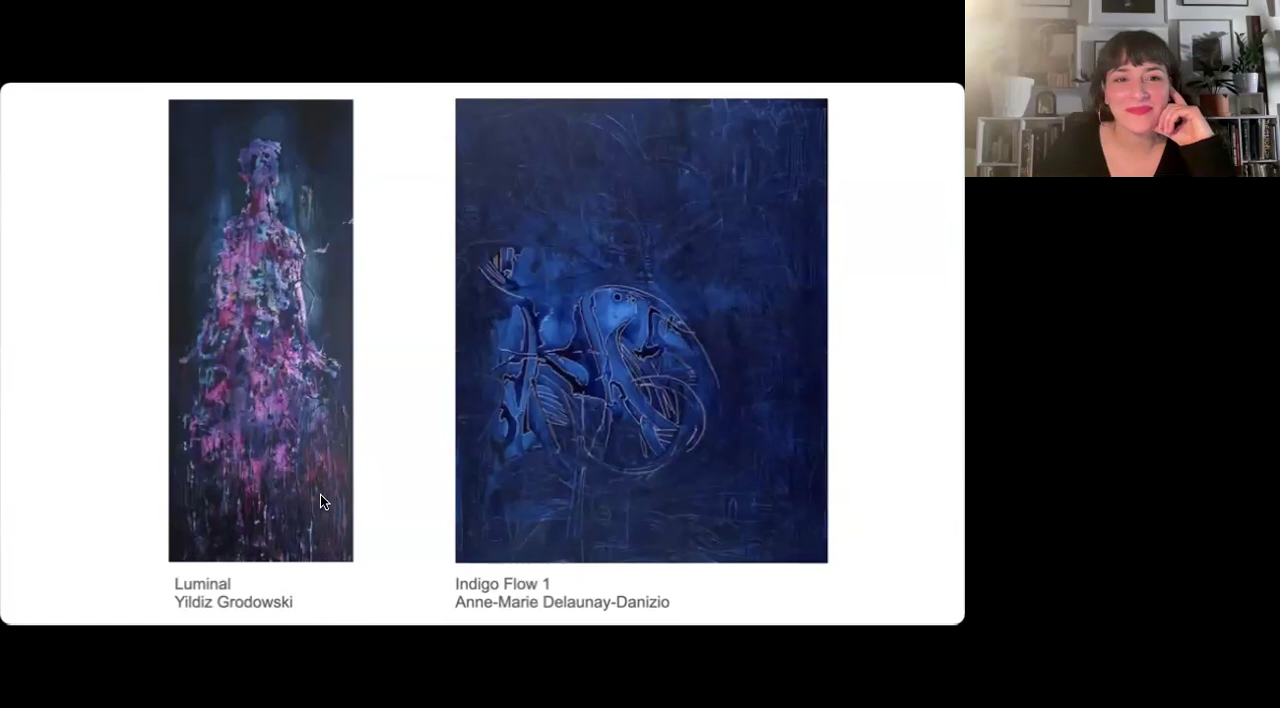 Luminal
Yildiz Grodowski
Indigo Flow 1
Anne-Marie Delaunay-Danizio